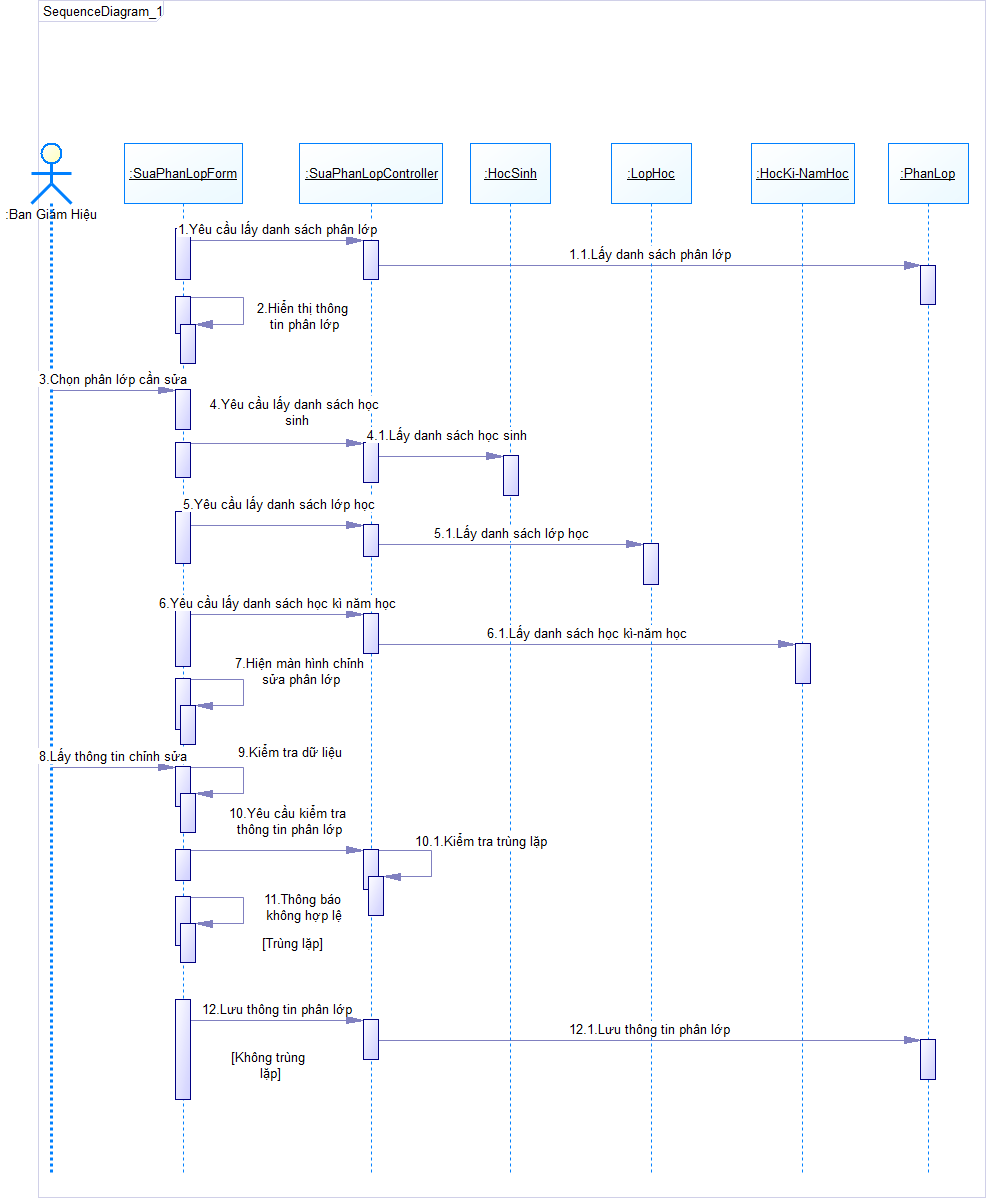 SequenceDiagram_1
:SuaPhanLopForm
:SuaPhanLopController
:HocSinh
:LopHoc
:HocKi-NamHoc
:PhanLop
:Ban Giám Hiệu
1.Yêu cầu lấy danh sách phân lớp
1.1.Lấy danh sách phân lớp
2.Hiển thị thông
tin phân lớp
3.Chọn phân lớp cần sửa
4.Yêu cầu lấy danh sách học
sinh
4.1.Lấy danh sách học sinh
5.Yêu cầu lấy danh sách lớp học
5.1.Lấy danh sách lớp học
6.Yêu cầu lấy danh sách học kì năm học
6.1.Lấy danh sách học kì-năm học
7.Hiện màn hình chỉnh
sửa phân lớp
8.Lấy thông tin chỉnh sửa
9.Kiểm tra dữ liệu
10.Yêu cầu kiểm tra
thông tin phân lớp
10.1.Kiểm tra trùng lặp
11.Thông báo
không hợp lệ
[Trùng lặp]
12.Lưu thông tin phân lớp
12.1.Lưu thông tin phân lớp
[Không trùng
lặp]